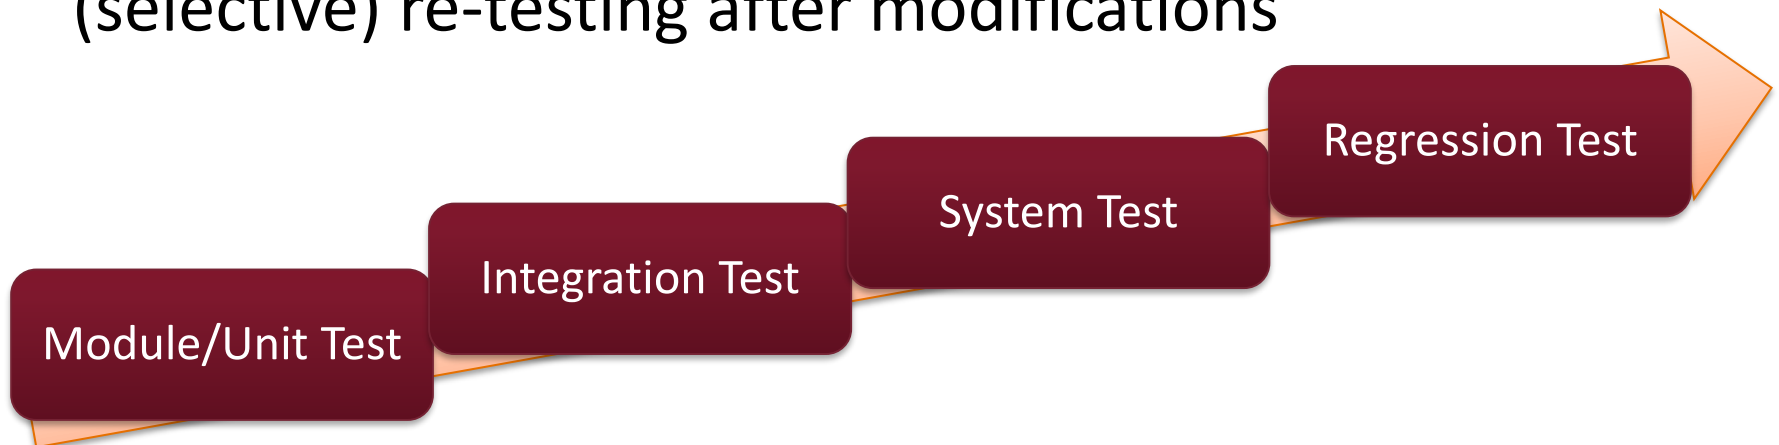 (selective) re-testing after modifications
Regression Test
System Test
Integration Test
Module/Unit Test